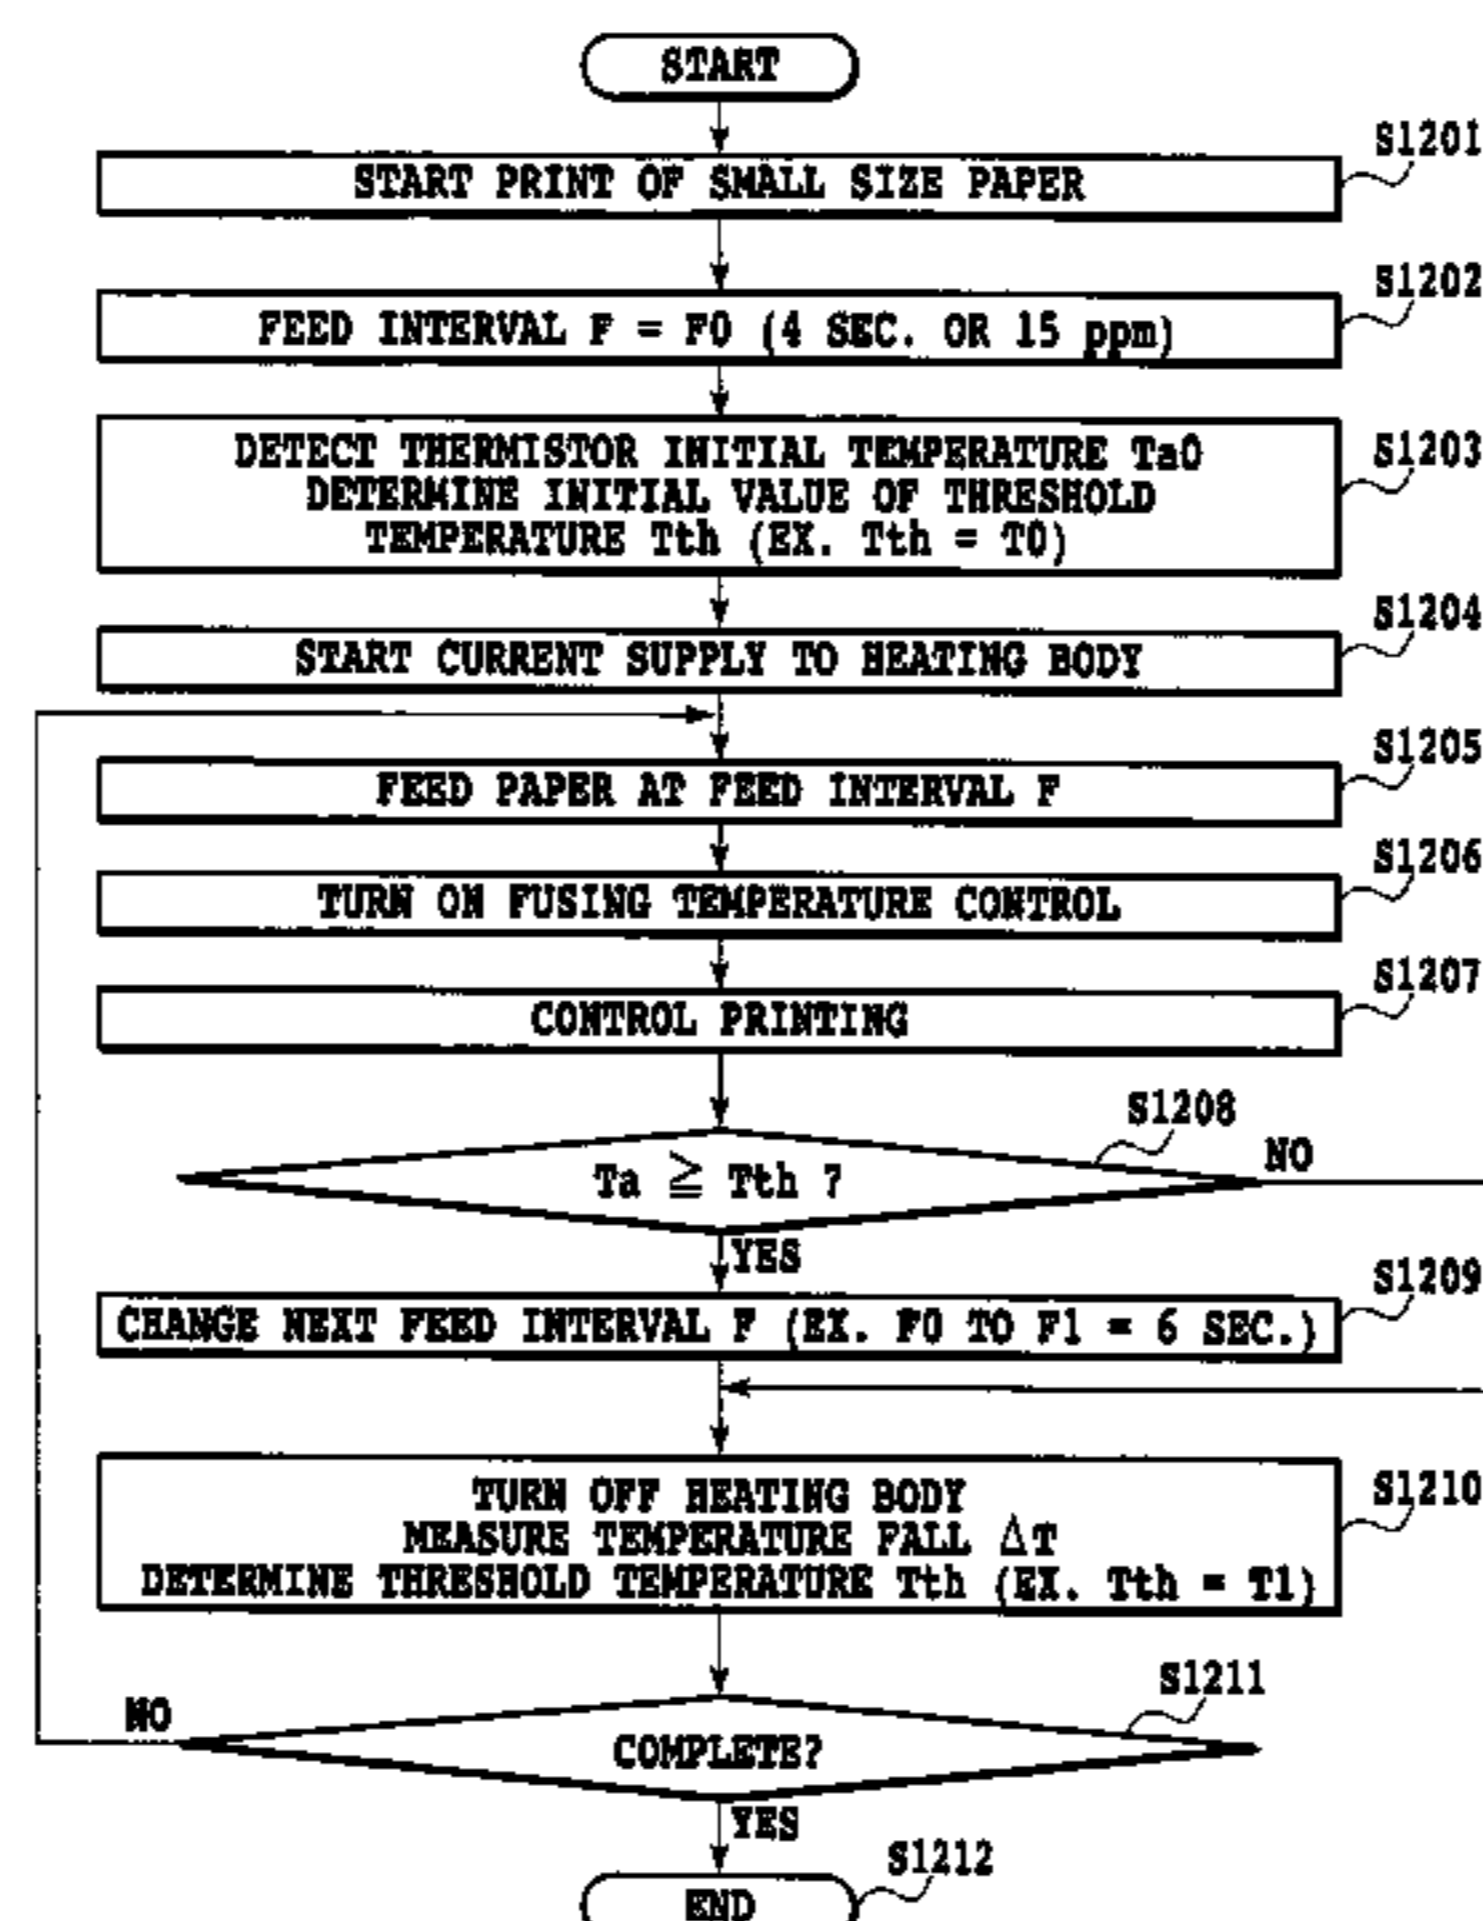 START
S1201
START PRINT OF SMALL SIZE PAPER
S1202
FEED INTERVAL F = F0 (4 SEC. OR 15 ppm)
S1203
DETECT THERMISTOR INITIAL TEMPERATURE Ta0
DETERMINE INITIAL VALUE OF THRESHOLD
TEMPERATURE Tth (EX. Tth = T0)
S1204
START CURRENT SUPPLY TO HEATING BODY
S1205
FEED PAPER AT FEED INTERVAL F
S1206
TURN ON FUSING TEMPERATURE CONTROL
S1207
CONTROL PRINTING
S1208
Ta ≧ Tth ?
NO
YES
S1209
CHANGE NEXT FEED INTERVAL F (EX. F0 TO F1 = 6 SEC.)
S1210
TURN OFF HEATING BODY
MEASURE TEMPERATURE FALL ΔT
DETERMINE THRESHOLD TEMPERATURE Tth (EX. Tth = T1)
S1211
NO
COMPLETE?
YES
S1212
END